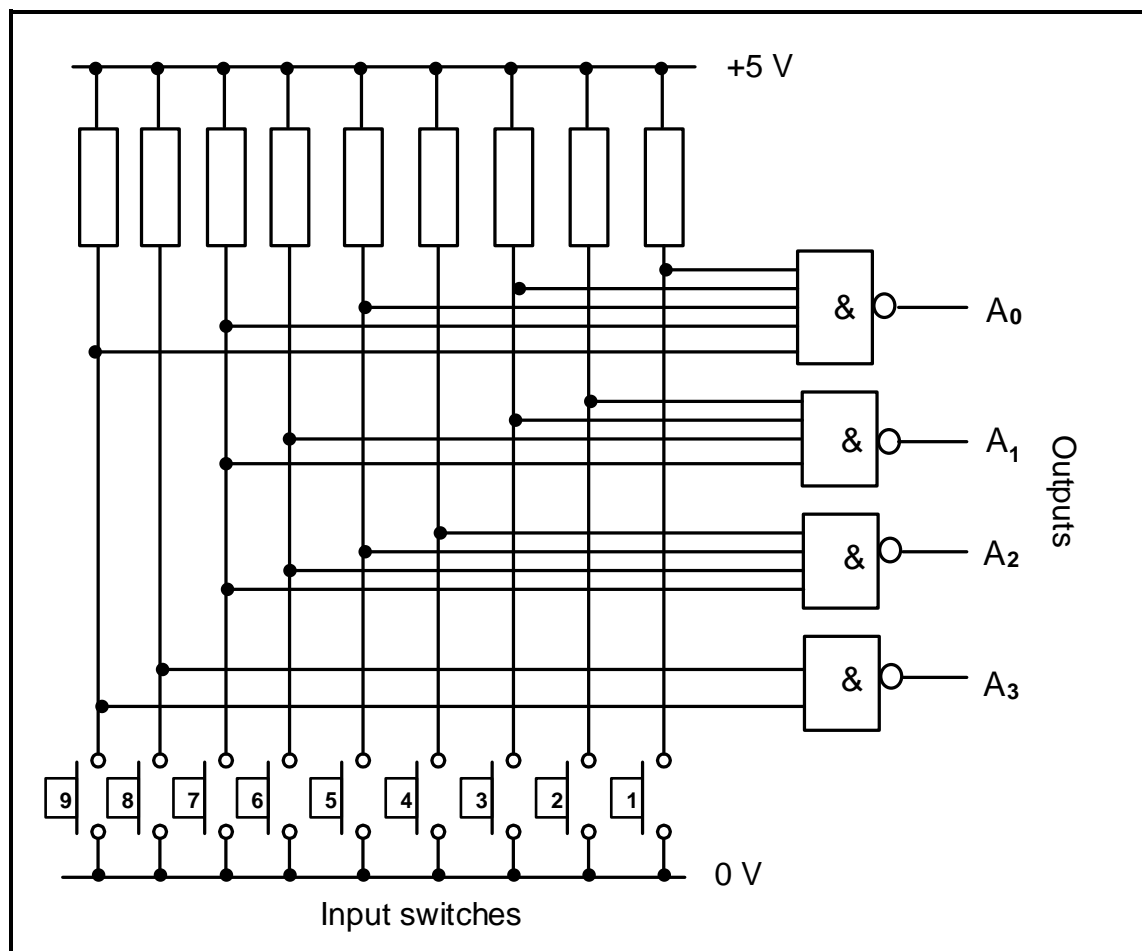 +5 V
& A0
& A1
Outputs
& A2
& A3
9 8 7 6 5 4 3 2 1
0 V
Input switches